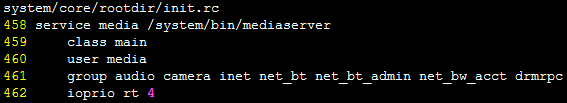 system/core/rootdir/init.rc
458 service media /system/bin/mediaserver
459     class main
460     user media
461     group audio camera inet net_bt net_bt_admin net_bw_acct drmrpc
462     ioprio rt 4